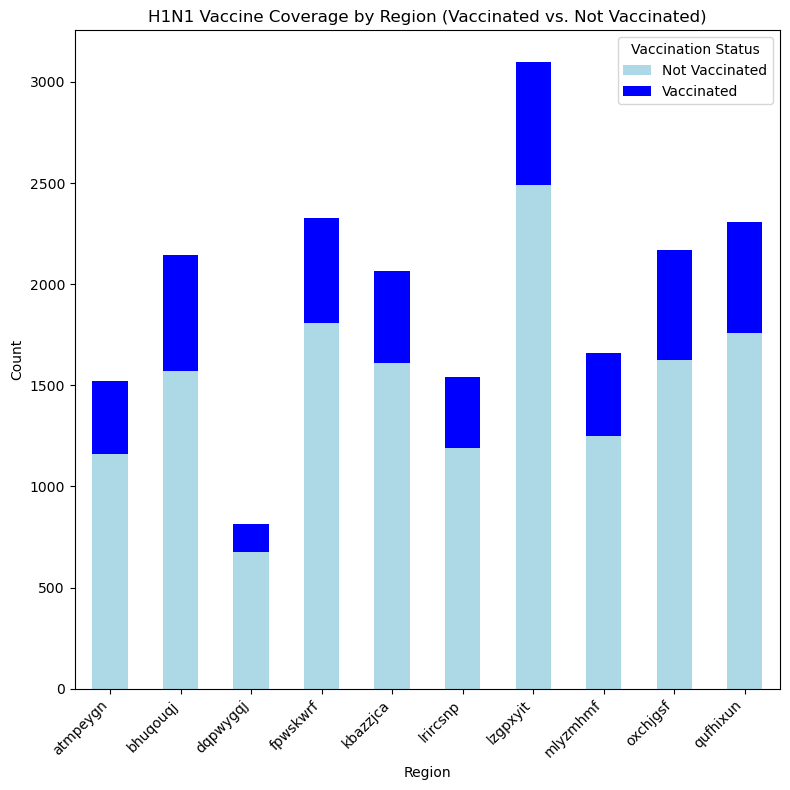 H1N1 Vaccine Coverage by Region (Vaccinated vs. Not Vaccinated)
Vaccination Status
Not Vaccinated
Vaccinated
3000
2500
2000
1500
1000
500
0
Count
atmpeygn
bhuqouqj
dqpwygqj
fpwskwrf
kbazzjca
lrircsnp
lzgpxyit
mlyzmhmf
oxchjgsf
qufhixun
Region